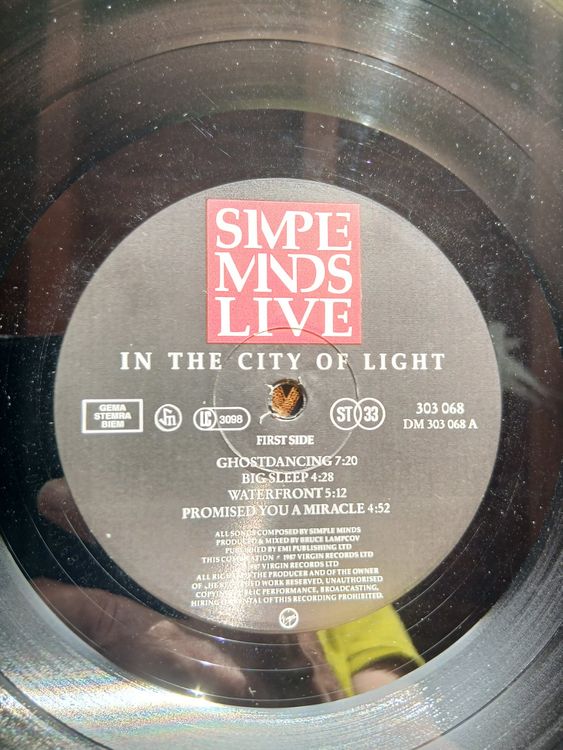 SIMPLE
MINDS
LIVE
IN THE CITY OF LIGHT
GEMA
STEMRA
BIEM
LC 3098
ST 33
303 068
DM 303 068 A
FIRST SIDE
GHOSTDANCING 7:20
BIG SLEEP 4:28
WATERFRONT 5:12
PROMISED YOU A MIRACLE 4:52
ALL SONGS COMPOSED BY SIMPLE MINDS
PRODUCED & MIXED BY BRUCE LAMPCOV
PUBLISHED BY EMI PUBLISHING LTD
THIS COMPILATION ℗ 1987 VIRGIN RECORDS LTD
1987 VIRGIN RECORDS LTD
ALL RIGHTS THE PRODUCER AND OF THE OWNER
WORK RESERVED. UNAUTHORISED
PUBLIC PERFORMANCE, BROADCASTING,
HIRING OF THIS RECORDING PROHIBITED.